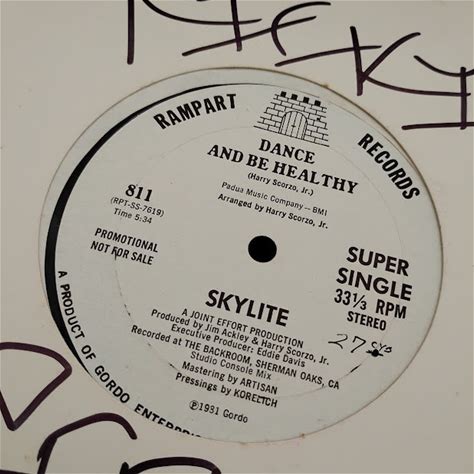 RAMPART RECORDS
DANCE
AND BE HEALTHY
(Harry Scorzo, Jr.)
Padua Music Company -- BMI
Arranged by Harry Scorzo, Jr.
811
(RPT-SS-7619)
Time 5:34
PROMOTIONAL
NOT FOR SALE
SUPER
SINGLE
33⅓ RPM
STEREO
27
SKYLITE
A JOINT EFFORT PRODUCTION
Produced by Jim Ackley & Harry Scorzo, Jr.
Executive Producer: Eddie Davis
Recorded at THE BACKROOM, SHERMAN OAKS, CA
Studio Console Mix
Mastering by ARTISAN
Pressings by KORELICH
℗1931 Gordo
A PRODUCT OF GORDO